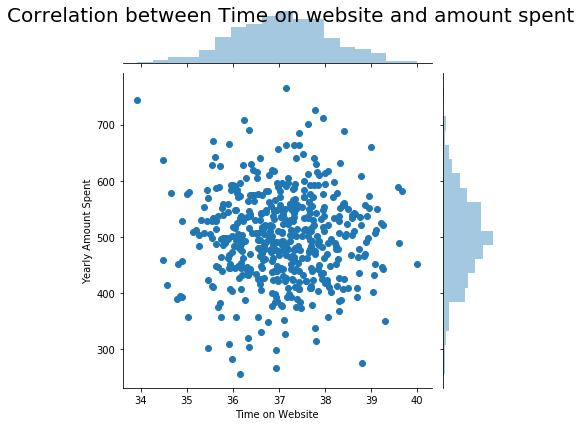 Correlation between Time on website and amount spent
700
600
500
400
300
Yearly Amount Spent
34 35 36 37 38 39 40
Time on Website